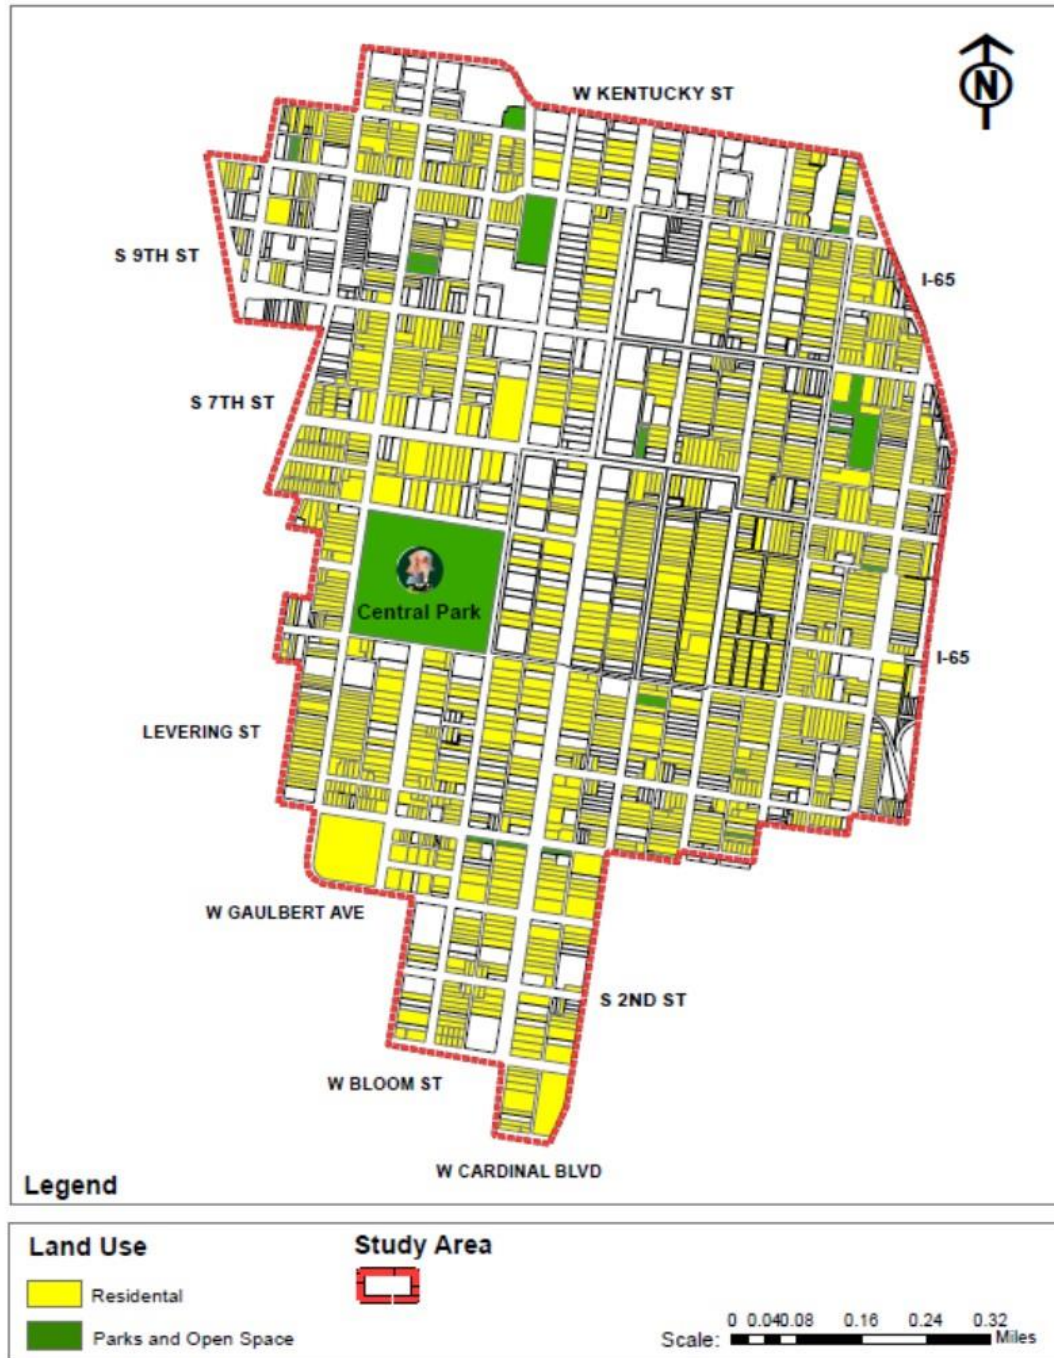 N
W KENTUCKY ST
S 9TH ST
I-65
S 7TH ST
Central Park
I-65
LEVERING ST
W GAULBERT AVE
S 2ND ST
W BLOOM ST
W CARDINAL BLVD
Legend
Land Use
Study Area
Residental
Parks and Open Space
0 0.040.08 0.16 0.24 0.32
Scale: Miles